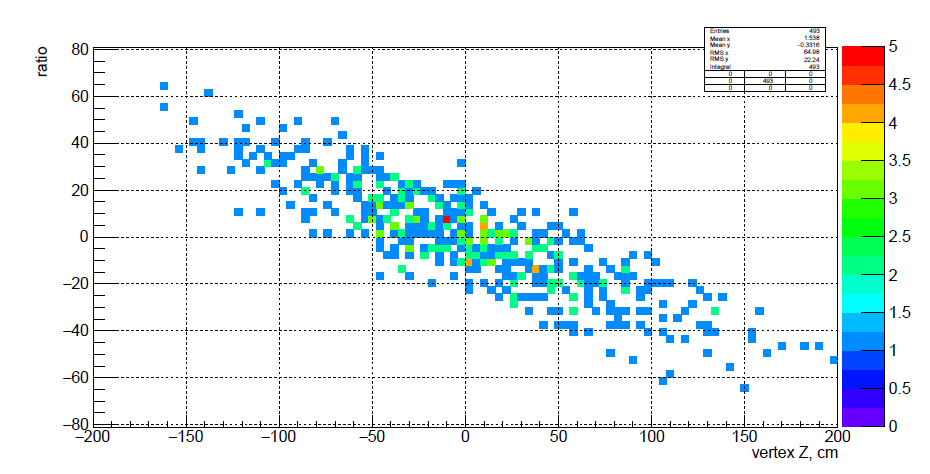 ratio
Entries 493
Mean x 1.538
Mean y −0.3316
RMS x 64.98
RMS y 22.24
Integral 493
0 0 0
0 493 0
0 0 0
80
60
40
20
0
−20
−40
−60
−80
−200 −150 −100 −50 0 50 100 150 200
vertex Z, cm
5
4.5
4
3.5
3
2.5
2
1.5
1
0.5
0